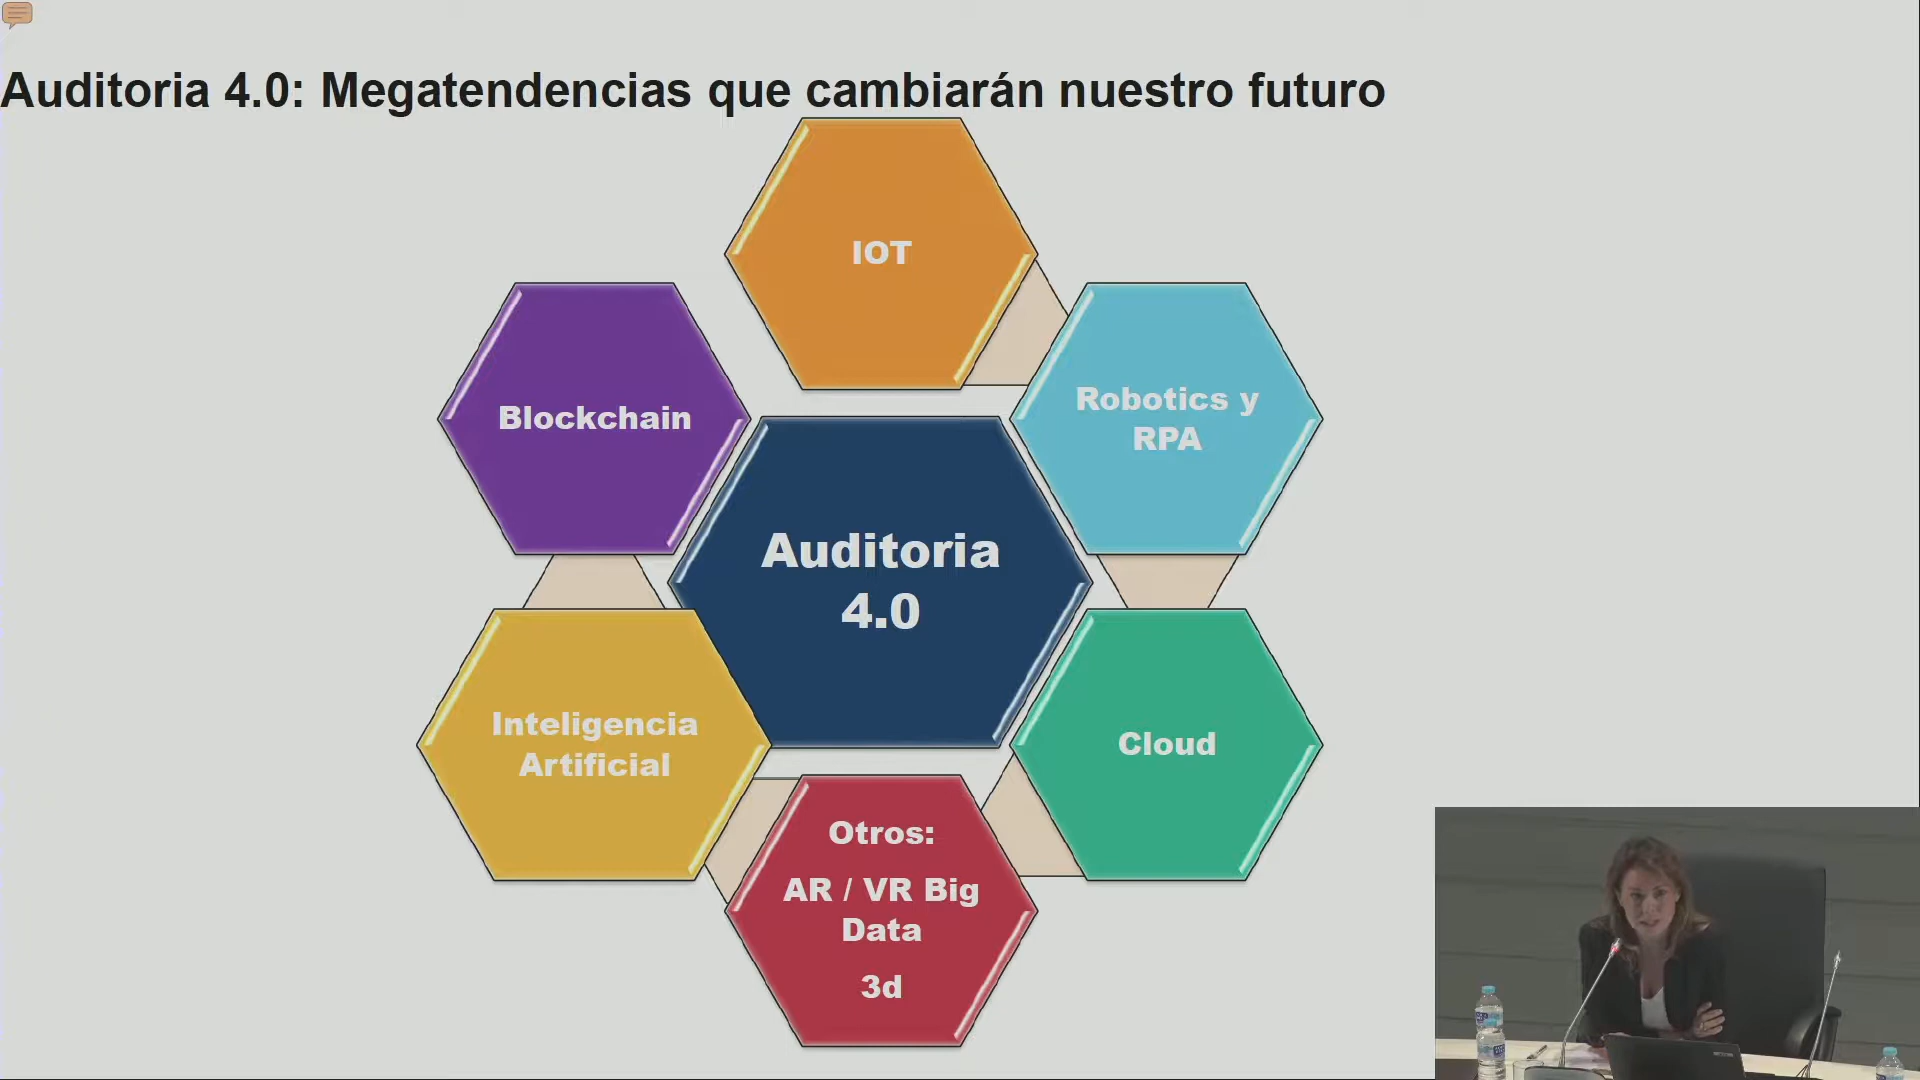 Auditoria 4.0: Megatendencias que cambiarán nuestro futuro
IOT
Blockchain
Robotics y
RPA
Auditoria
4.0
Inteligencia
Artificial
Cloud
Otros:
AR / VR Big
Data
3d